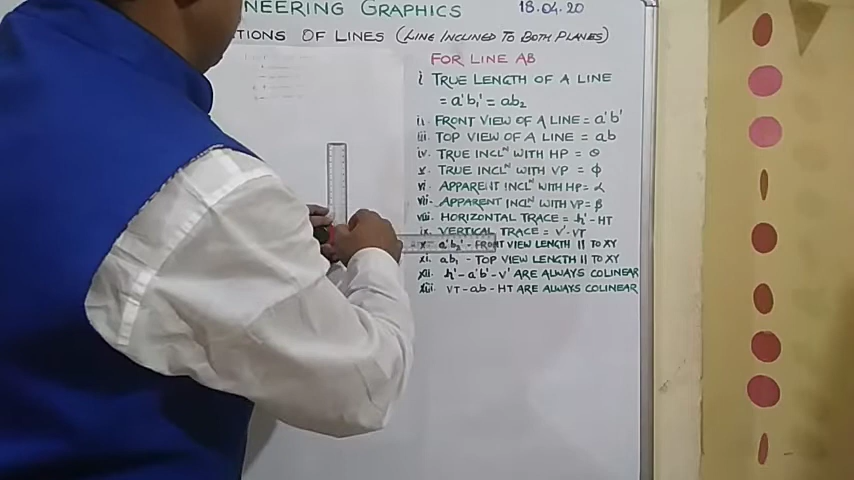 NEERING GRAPHICS 18.04.20
TIONS OF LINES (LINE INCLINED TO BOTH PLANES)
FOR LINE AB
i TRUE LENGTH OF A LINE
= a'b₁' = ab₂
ii. FRONT VIEW OF A LINE = a'b'
iii. TOP VIEW OF A LINE = ab
iv. TRUE INCLᴺ WITH HP = θ
v. TRUE INCLᴺ WITH VP = ϕ
vi. APPARENT INCLᴺ WITH HP = α
vii. APPARENT INCLᴺ WITH VP = β
viii. HORIZONTAL TRACE = h' - HT
ix. VERTICAL TRACE = v' - VT
x. a'b₂' - FRONT VIEW LENGTH || TO XY
xi. ab₁ - TOP VIEW LENGTH || TO XY
xii. h' - a'b' - v' ARE ALWAYS COLINEAR
xiii. VT - ab - HT ARE ALWAYS COLINEAR